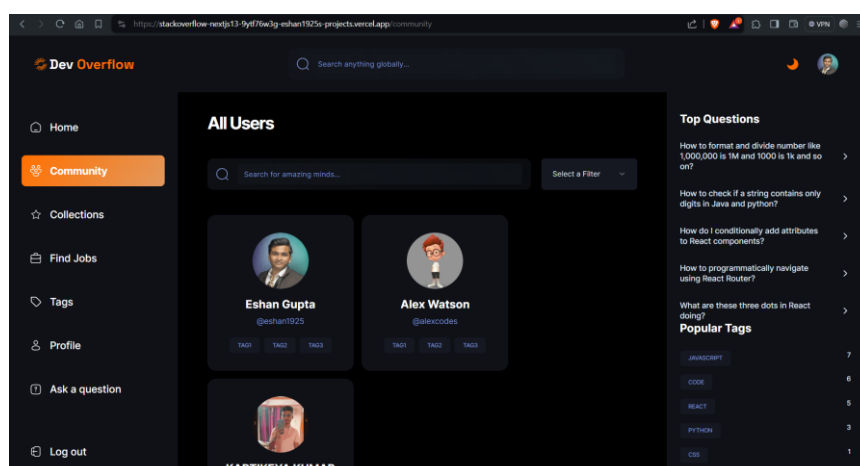 https://stackoverflow-nextjs13-9ytf76w3g-eshan1925s-projects.vercel.app/community
VPN
Dev Overflow
Search anything globally...
Home
Community
Collections
Find Jobs
Tags
Profile
Ask a question
Log out
All Users
Search for amazing minds...
Select a Filter
Eshan Gupta
@eshan1925
TAG1 TAG2 TAG3
Alex Watson
@alexcodes
TAG1 TAG2 TAG3
KARTIKEYA KUMAR
Top Questions
How to format and divide number like
1,000,000 is 1M and 1000 is 1k and so
on?
How to check if a string contains only
digits in Java and python?
How do I conditionally add attributes
to React components?
How to programmatically navigate
using React Router?
What are these three dots in React
doing?
Popular Tags
JAVASCRIPT 7
CODE 6
REACT 5
PYTHON 3
CSS 1